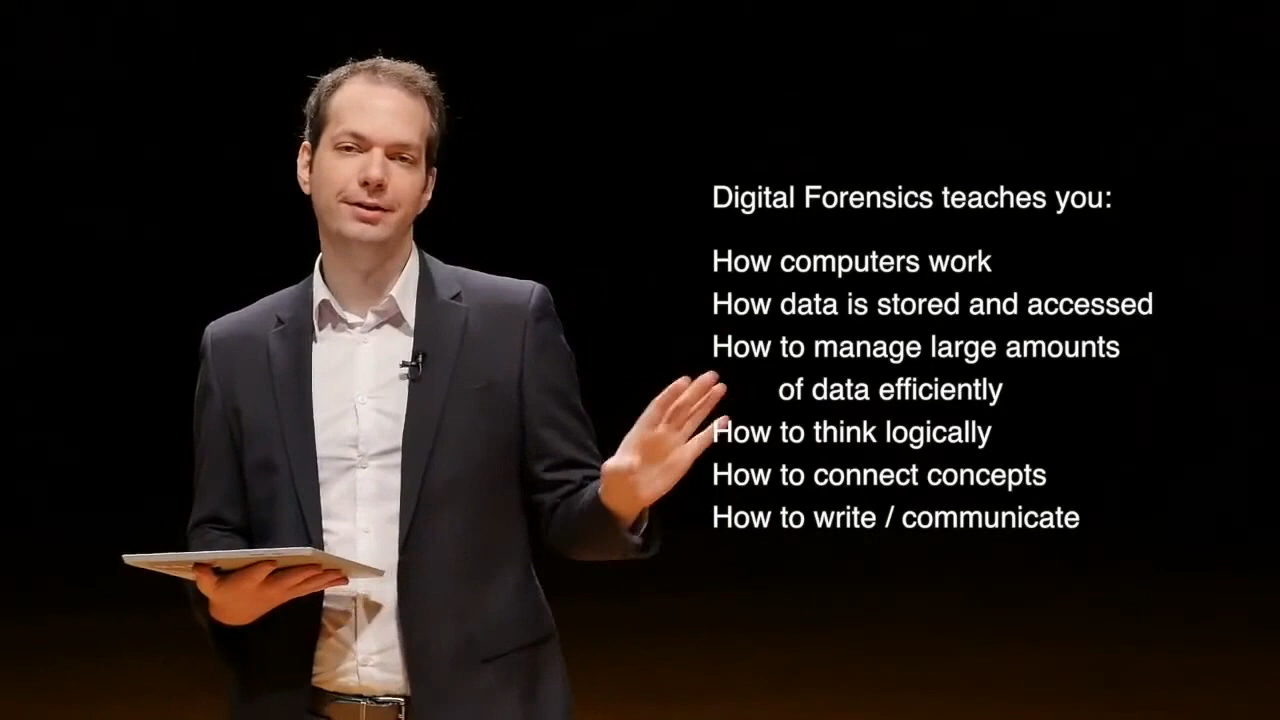 Digital Forensics teaches you:
How computers work
How data is stored and accessed
How to manage large amounts
of data efficiently
How to think logically
How to connect concepts
How to write / communicate